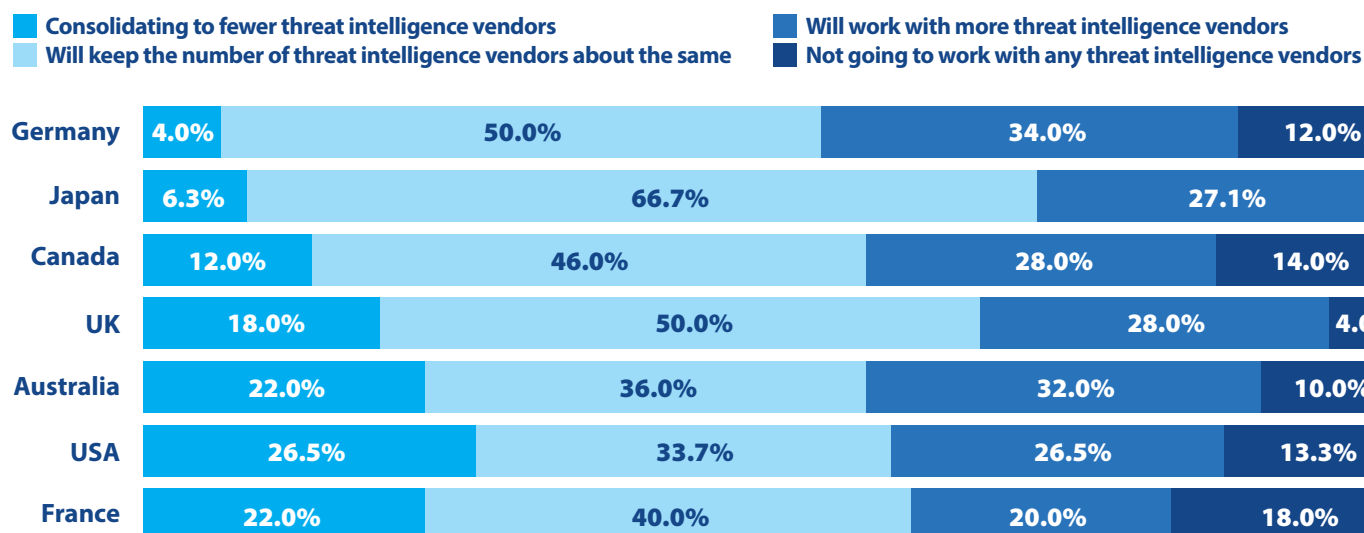 Consolidating to fewer threat intelligence vendors
Will work with more threat intelligence vendors
Will keep the number of threat intelligence vendors about the same
Not going to work with any threat intelligence vendors
Germany 4.0% 50.0% 34.0% 12.0%
Japan 6.3% 66.7% 27.1%
Canada 12.0% 46.0% 28.0% 14.0%
UK 18.0% 50.0% 28.0%
Australia 22.0% 36.0% 32.0% 10.0%
USA 26.5% 33.7% 26.5% 13.3%
France 22.0% 40.0% 20.0% 18.0%